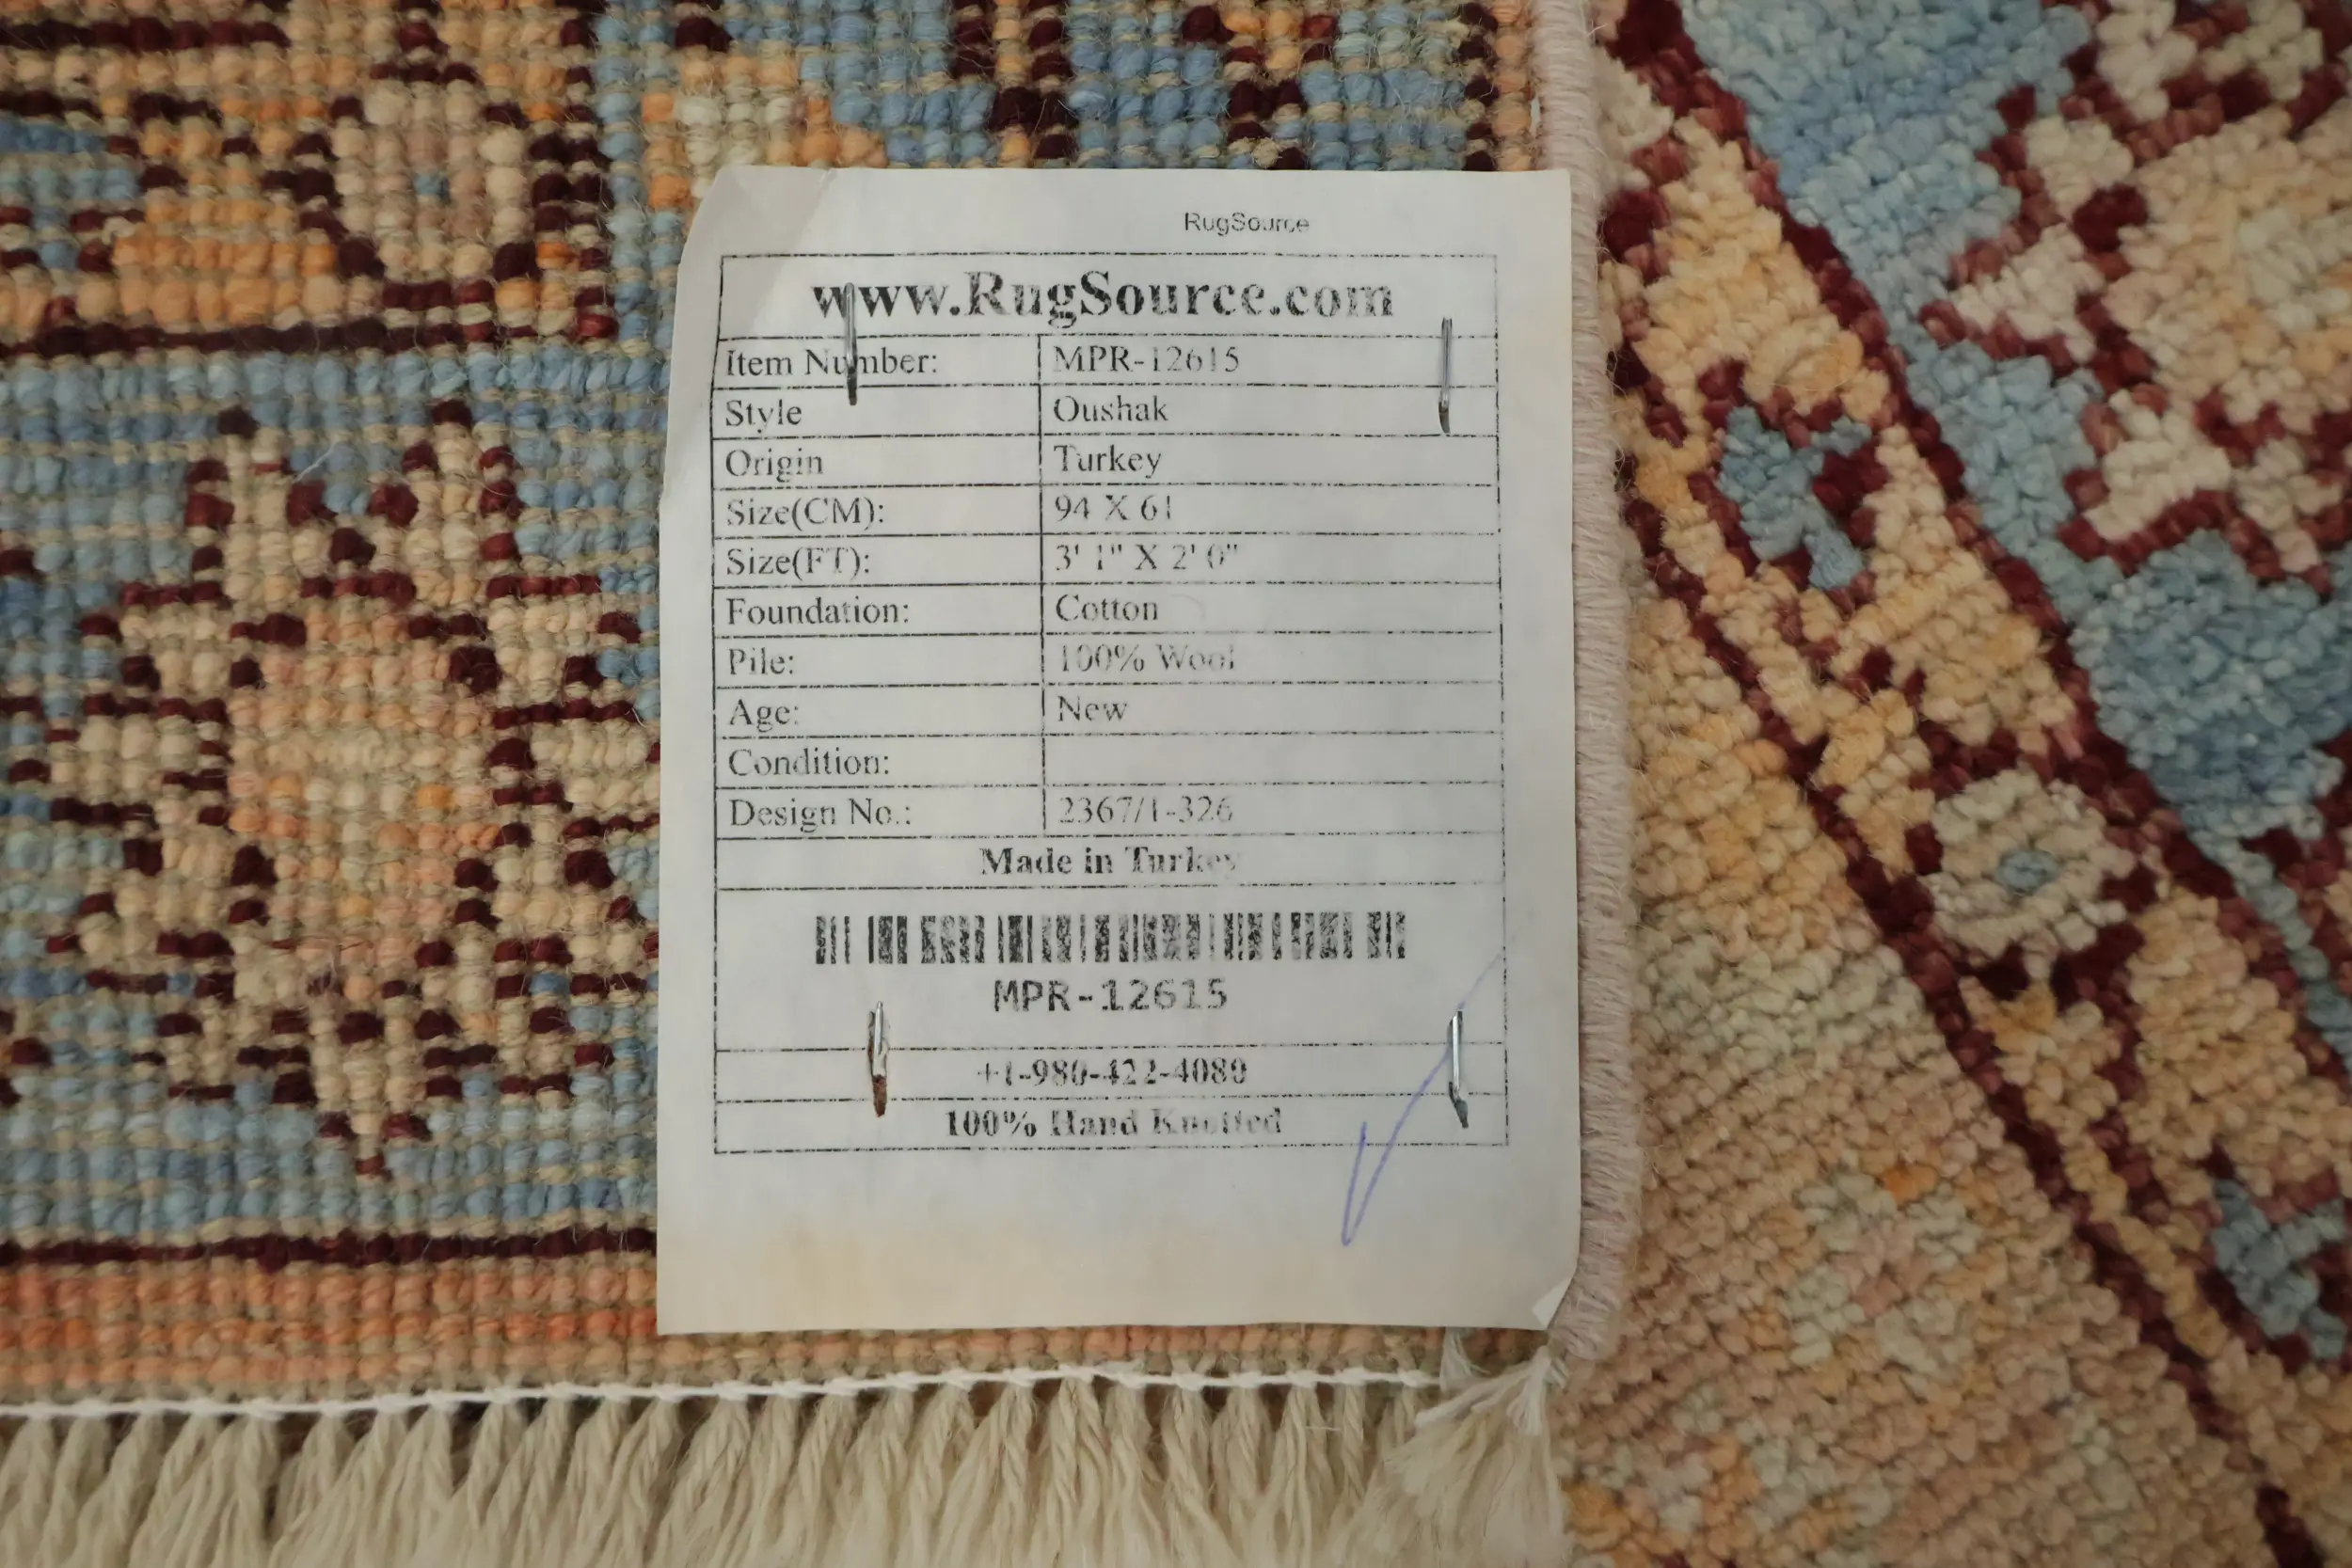 RugSource
www.RugSource.com
Item Number: MPR-12615
Style Oushak
Origin Turkey
Size(CM): 94 X 61
Size(FT): 3' 1" X 2' 0"
Foundation: Cotton
Pile: 100% Wool
Age: New
Condition:
Design No.: 2367/1-326
Made in Turkey
MPR-12615
+1-980-422-4080
100% Hand Knotted